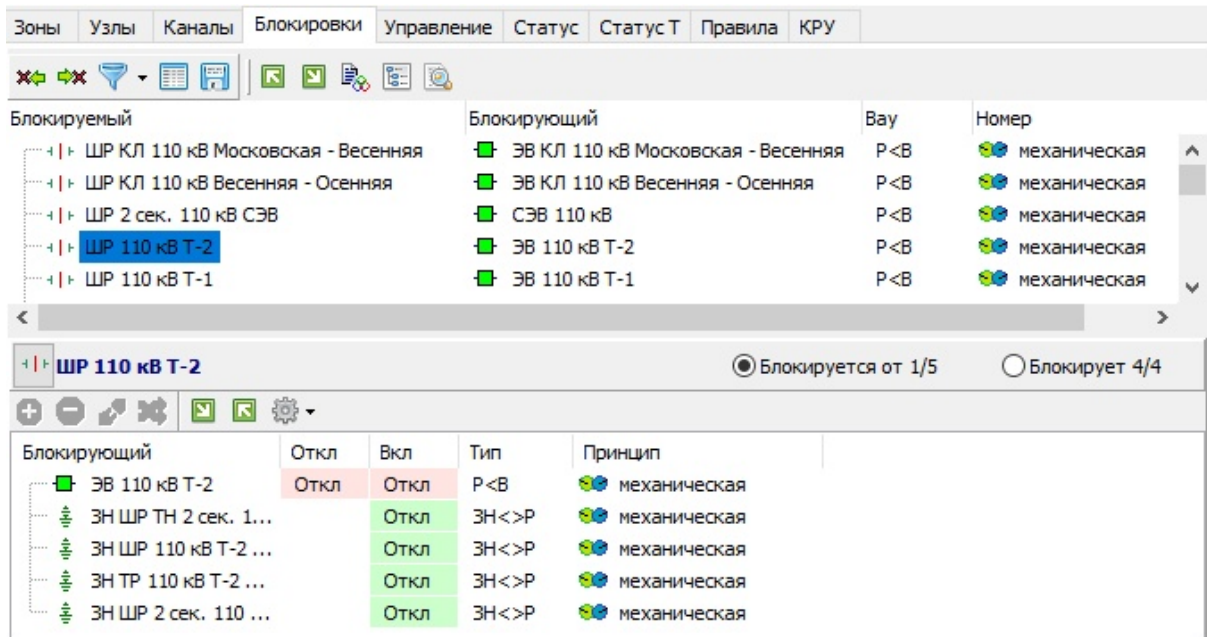 Зоны Узлы Каналы Блокировки Управление Статус Статус Т Правила КРУ
Блокируемый Блокирующий Вау Номер
ШР КЛ 110 кВ Московская - Весенняя ЭВ КЛ 110 кВ Московская - Весенняя Р<В механическая
ШР КЛ 110 кВ Весенняя - Осенняя ЭВ КЛ 110 кВ Весенняя - Осенняя Р<В механическая
ШР 2 сек. 110 кВ СЭВ СЭВ 110 кВ Р<В механическая
ШР 110 кВ Т-2 ЭВ 110 кВ Т-2 Р<В механическая
ШР 110 кВ Т-1 ЭВ 110 кВ Т-1 Р<В механическая
ШР 110 кВ Т-2 Блокируется от 1/5 Блокирует 4/4
Блокирующий Откл Вкл Тип Принцип
ЭВ 110 кВ Т-2 Откл Откл Р<В механическая
ЗН ШР ТН 2 сек. 1... Откл ЗН<>Р механическая
ЗН ШР 110 кВ Т-2 ... Откл ЗН<>Р механическая
ЗН ТР 110 кВ Т-2 ... Откл ЗН<>Р механическая
ЗН ШР 2 сек. 110 ... Откл ЗН<>Р механическая